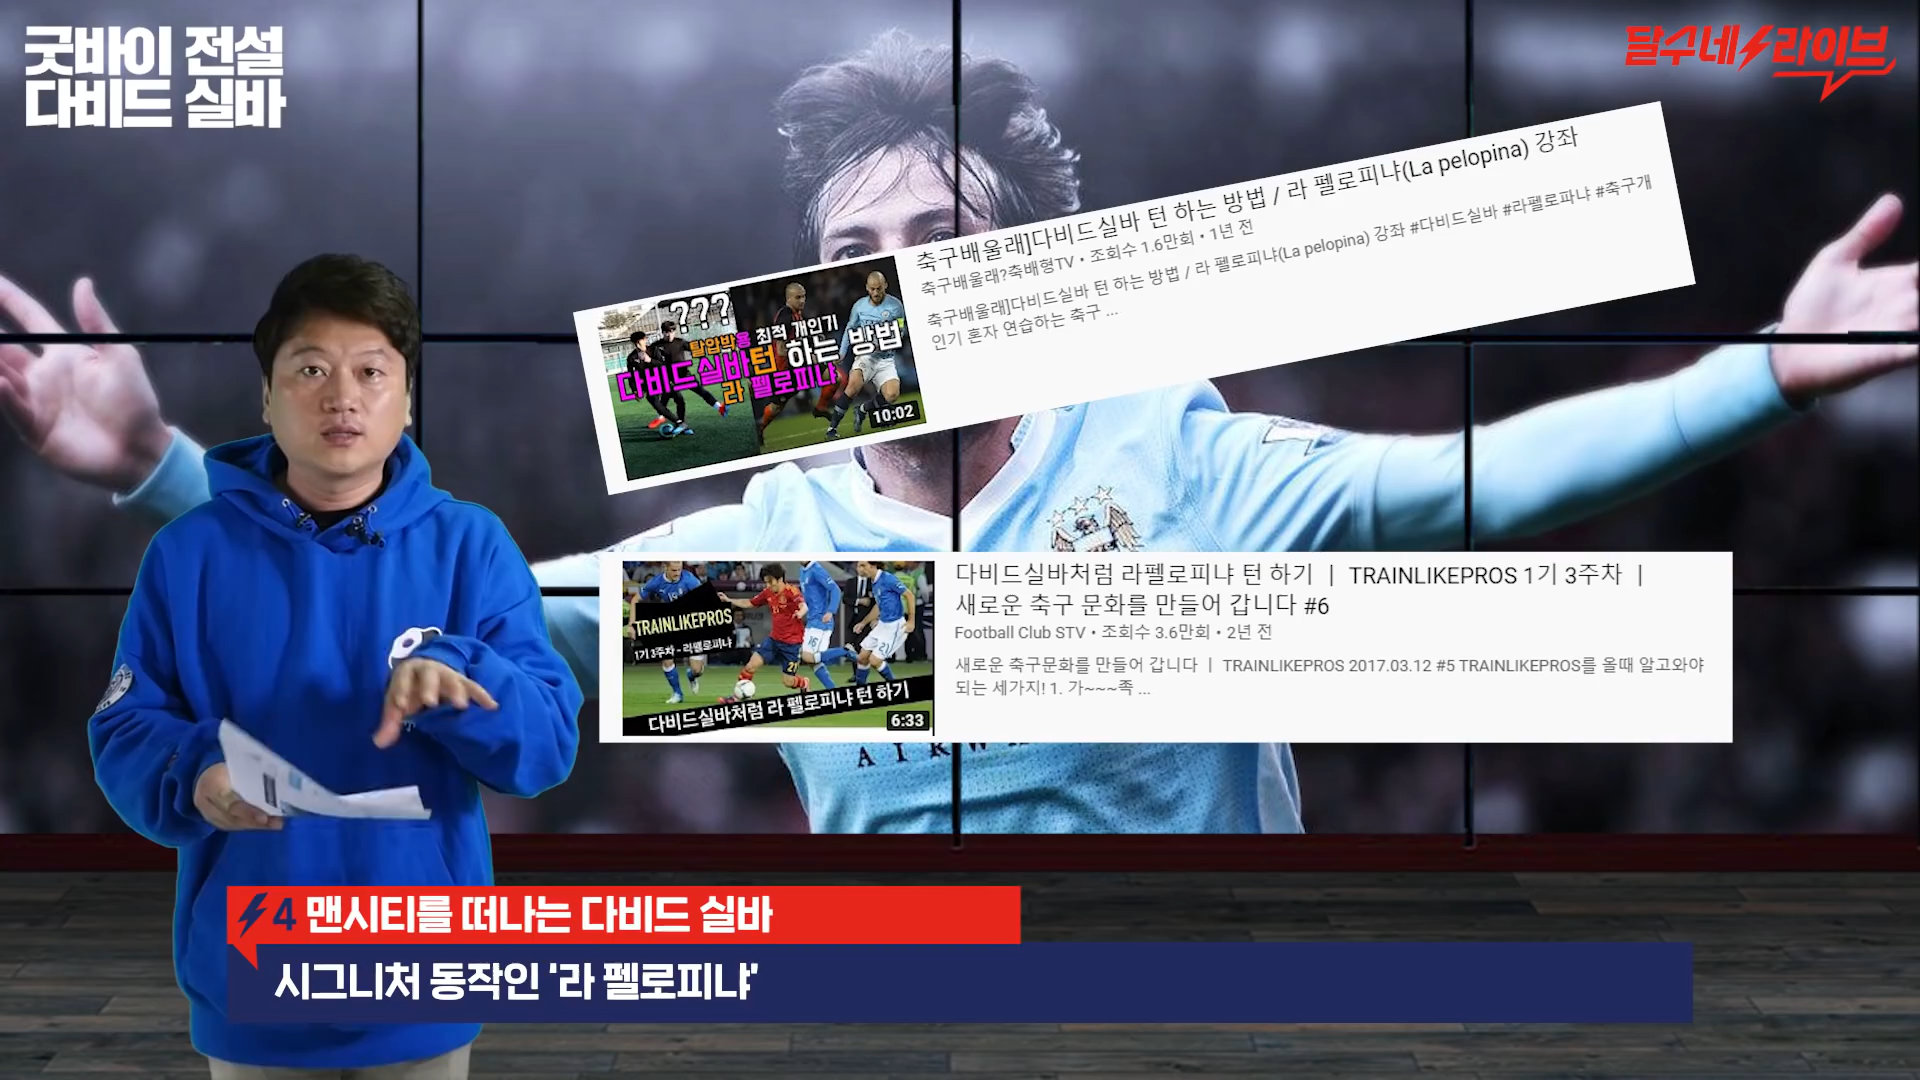 굿바이 전설
다비드 실바
달수네라이브
축구배울래]다비드실바 턴 하는 방법 / 라 펠로피냐(La pelopina) 강좌
축구배울래?축배형TV • 조회수 1.6만회 • 1년 전
축구배울래]다비드실바 턴 하는 방법 / 라 펠로피냐(La pelopina) 강좌 #다비드실바 #라펠로파냐 #축구개
인기 혼자 연습하는 축구 ...
???
탈압박용 최적 개인기
다비드실바턴 하는 방법
라 펠로피냐
10:02
다비드실바처럼 라펠로피냐 턴 하기 ㅣ TRAINLIKEPROS 1기 3주차 ㅣ
새로운 축구 문화를 만들어 갑니다 #6
Football Club STV • 조회수 3.6만회 • 2년 전
새로운 축구문화를 만들어 갑니다 ㅣ TRAINLIKEPROS 2017.03.12 #5 TRAINLIKEPROS를 올때 알고와야
되는 세가지! 1. 가~~~족 ...
TRAINLIKEPROS
1기 3주차 - 라펠로피냐
다비드실바처럼 라 펠로피냐 턴 하기
6:33
4 맨시티를 떠나는 다비드 실바
시그니처 동작인 '라 펠로피냐'